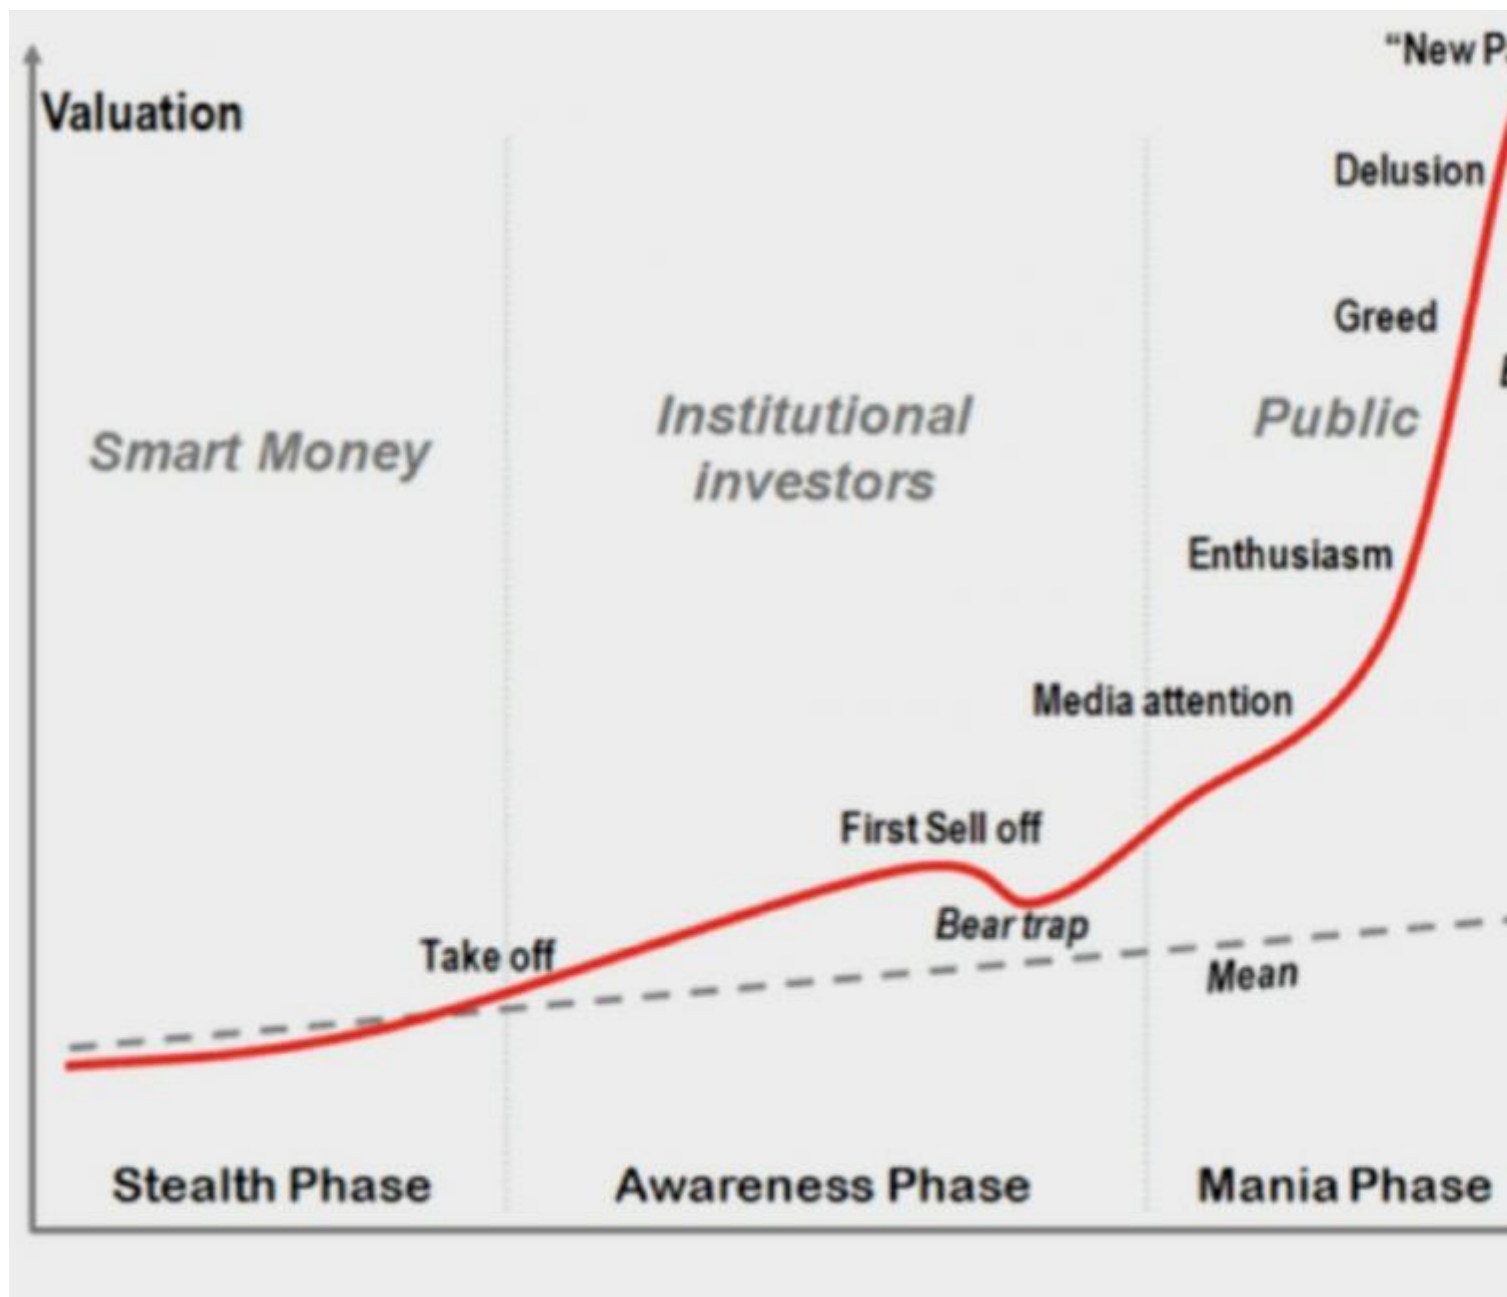 “New
Valuation
Delusion
Greed
Smart Money
Institutional
investors
Public
Enthusiasm
Media attention
First Sell off
Bear trap
Take off
Mean
Stealth Phase
Awareness Phase
Mania Phase